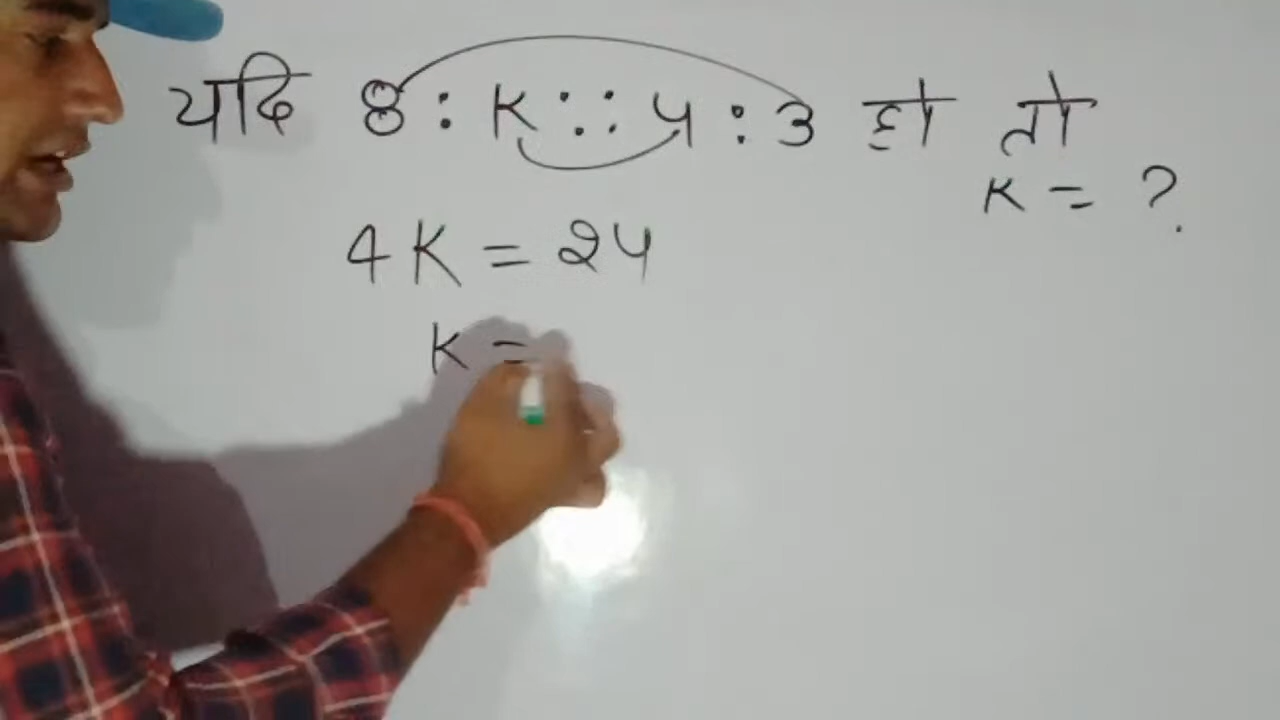 यदि 8 : K :: 4 : 3 हो तो
K = ?
4K = 24
K =